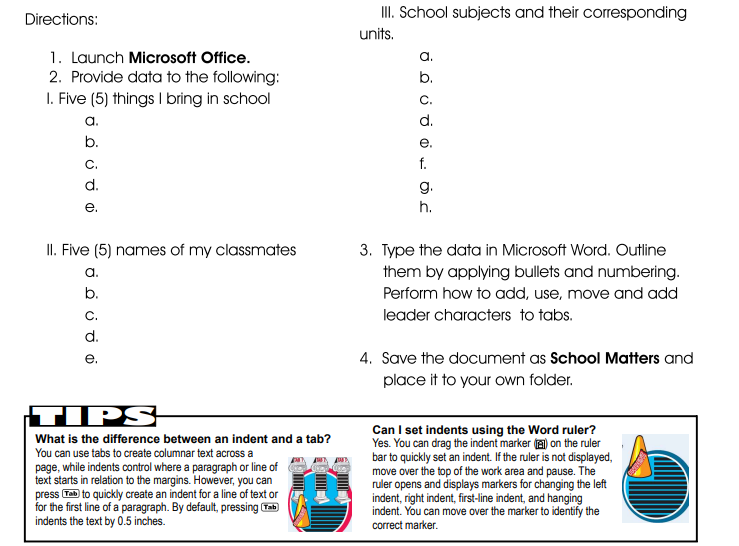 Directions:
1. Launch Microsoft Office.
2. Provide data to the following:
I. Five (5) things I bring in school
a.
b.
c.
d.
e.
II. Five (5) names of my classmates
a.
b.
c.
d.
e.
III. School subjects and their corresponding
units.
a.
b.
c.
d.
e.
f.
g.
h.
3. Type the data in Microsoft Word. Outline
them by applying bullets and numbering.
Perform how to add, use, move and add
leader characters to tabs.
4. Save the document as School Matters and
place it to your own folder.
TIPS
What is the difference between an indent and a tab?
You can use tabs to create columnar text across a
page, while indents control where a paragraph or line of
text starts in relation to the margins. However, you can
press Tab to quickly create an indent for a line of text or
for the first line of a paragraph. By default, pressing Tab
indents the text by 0.5 inches.
Can I set indents using the Word ruler?
Yes. You can drag the indent marker on the ruler
bar to quickly set an indent. If the ruler is not displayed,
move over the top of the work area and pause. The
ruler opens and displays markers for changing the left
indent, right indent, first-line indent, and hanging
indent. You can move over the marker to identify the
correct marker.